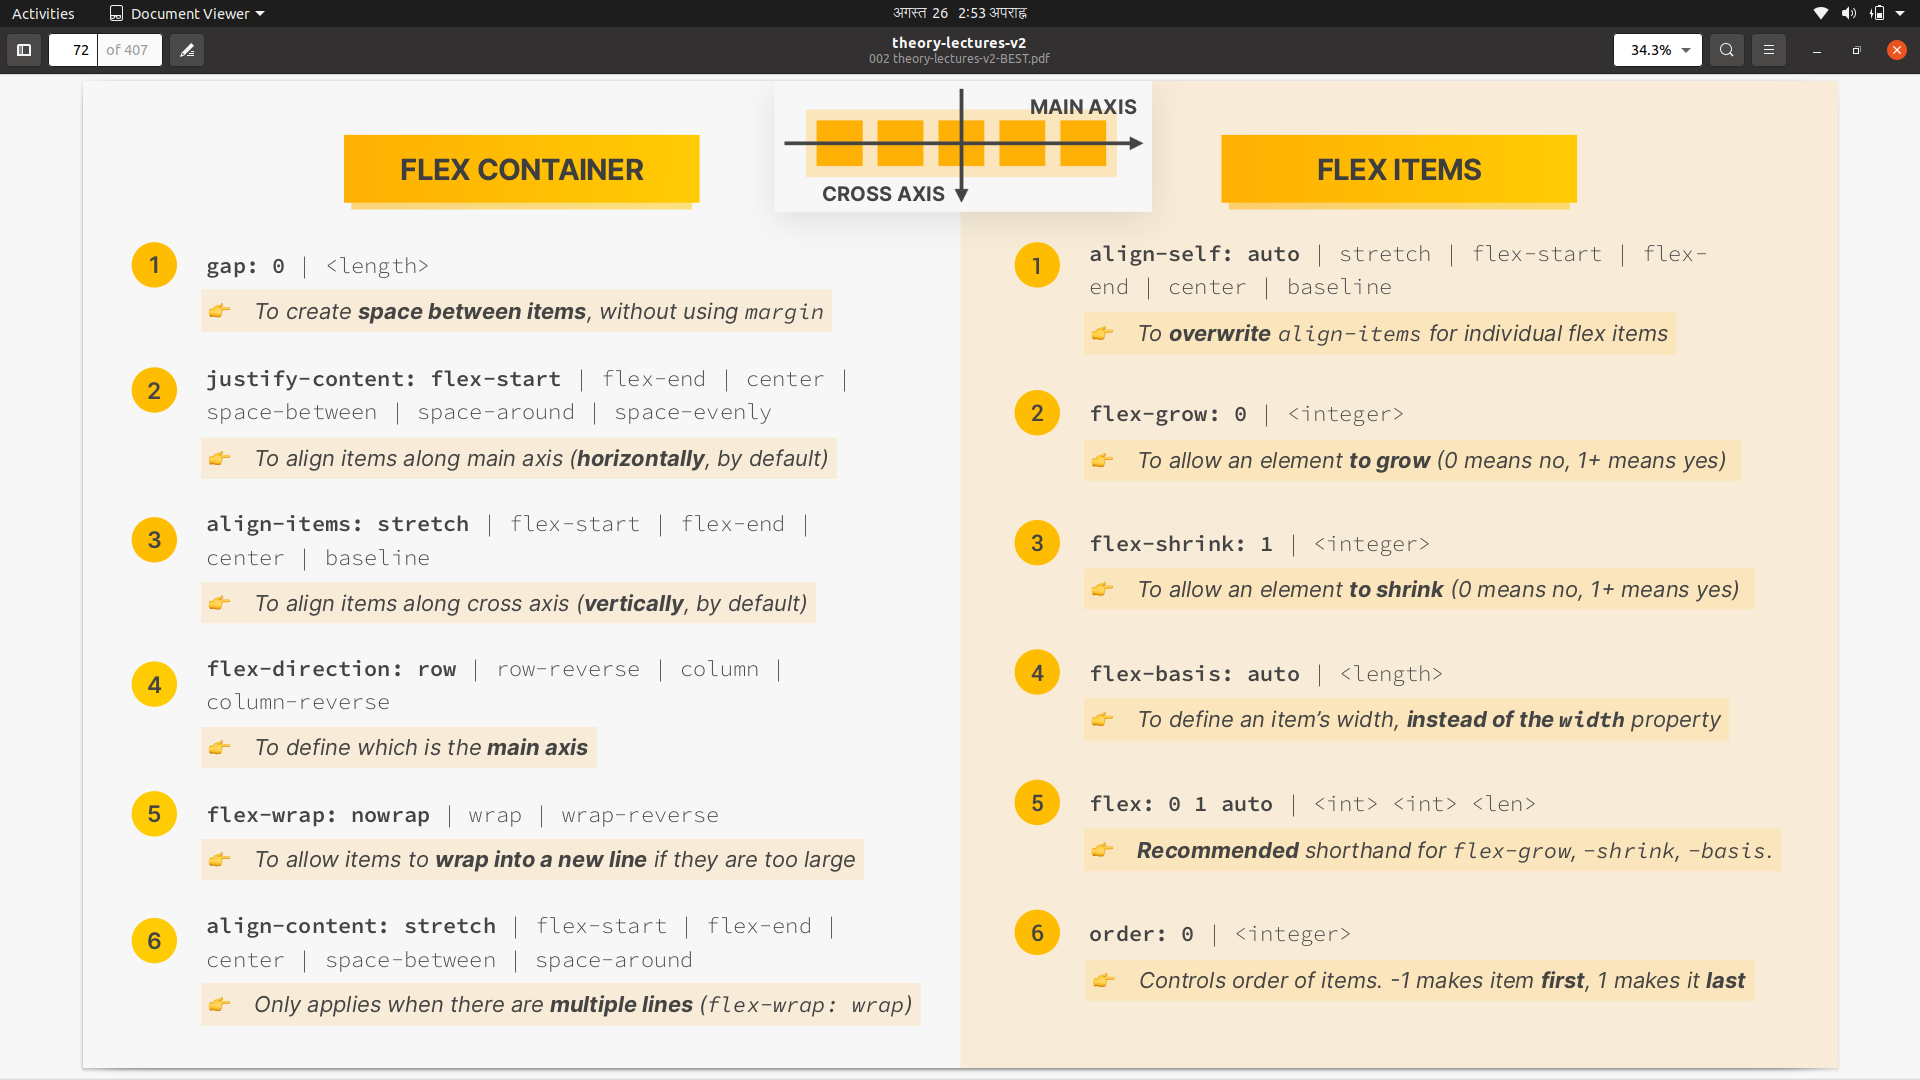 Activities
Document Viewer
अगस्त 26 2:53 अपराह्न
72 of 407
theory-lectures-v2
002 theory-lectures-v2-BEST.pdf
34.3%
MAIN AXIS
CROSS AXIS
FLEX CONTAINER
1
gap: 0 | <length>
👉 To create space between items, without using margin
2
justify-content: flex-start | flex-end | center |
space-between | space-around | space-evenly
👉 To align items along main axis (horizontally, by default)
3
align-items: stretch | flex-start | flex-end |
center | baseline
👉 To align items along cross axis (vertically, by default)
4
flex-direction: row | row-reverse | column |
column-reverse
👉 To define which is the main axis
5
flex-wrap: nowrap | wrap | wrap-reverse
👉 To allow items to wrap into a new line if they are too large
6
align-content: stretch | flex-start | flex-end |
center | space-between | space-around
👉 Only applies when there are multiple lines (flex-wrap: wrap)
FLEX ITEMS
1
align-self: auto | stretch | flex-start | flex-
end | center | baseline
👉 To overwrite align-items for individual flex items
2
flex-grow: 0 | <integer>
👉 To allow an element to grow (0 means no, 1+ means yes)
3
flex-shrink: 1 | <integer>
👉 To allow an element to shrink (0 means no, 1+ means yes)
4
flex-basis: auto | <length>
👉 To define an item’s width, instead of the width property
5
flex: 0 1 auto | <int> <int> <len>
👉 Recommended shorthand for flex-grow, -shrink, -basis.
6
order: 0 | <integer>
👉 Controls order of items. -1 makes item first, 1 makes it last